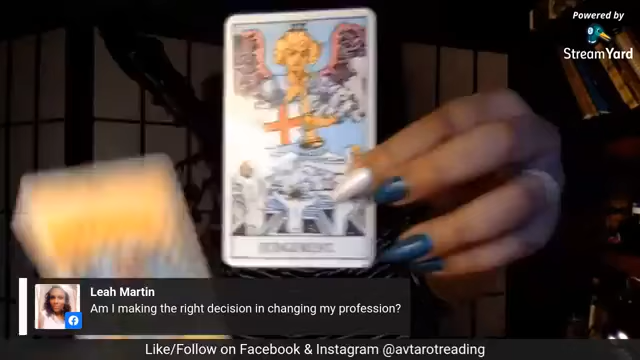 Powered by
StreamYard
XX
JUDGEMENT.
Leah Martin
Am I making the right decision in changing my profession?
Like/Follow on Facebook & Instagram @avtarotreading